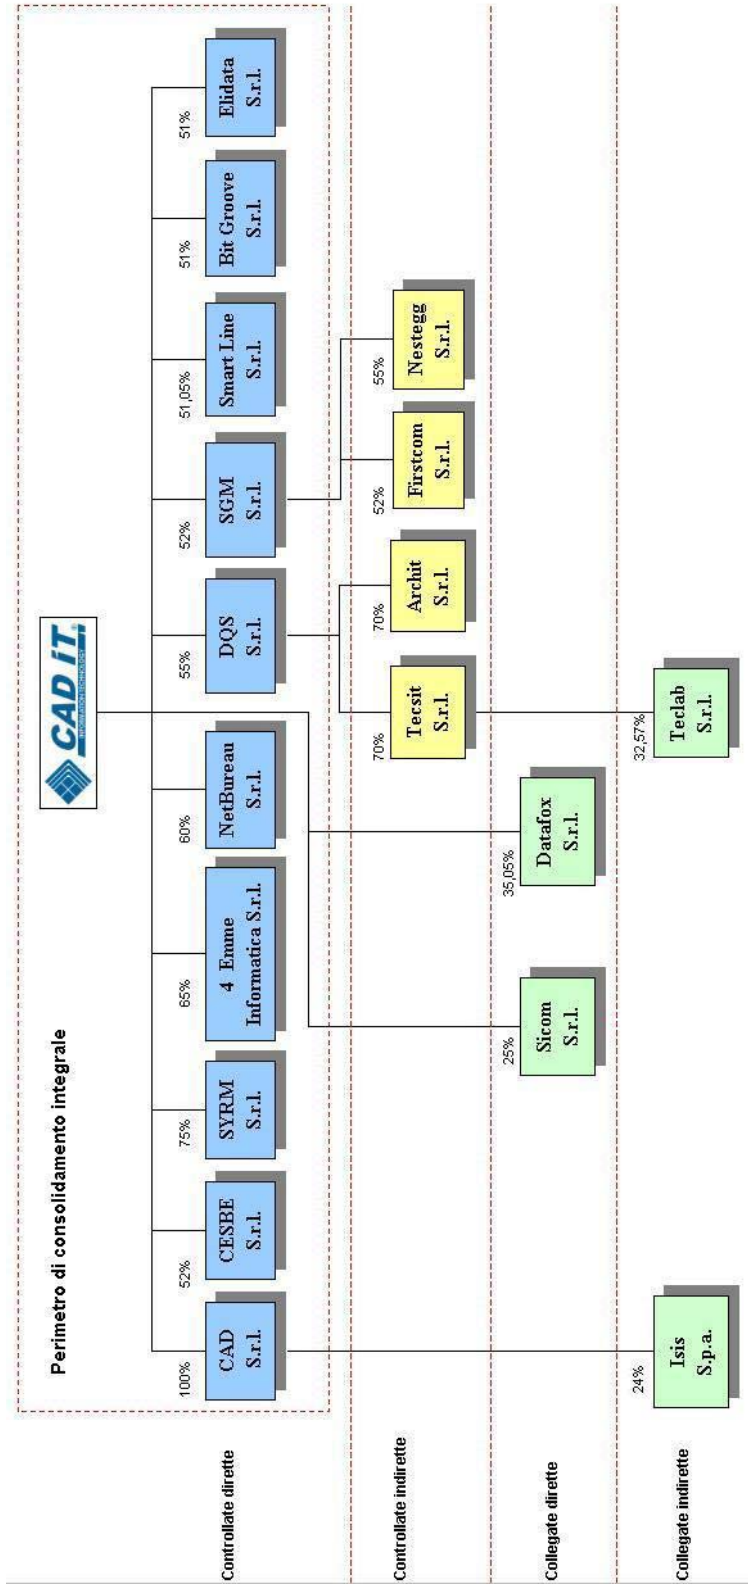 CAD iT
INFORMATION TECHNOLOGY
Perimetro di consolidamento integrale
Controllate dirette
100%
CAD
S.r.l.
52%
CESBE
S.r.l.
75%
SYRM
S.r.l.
65%
4 Emme
Informatica S.r.l.
60%
NetBureau
S.r.l.
55%
DQS
S.r.l.
52%
SGM
S.r.l.
51,05%
Smart Line
S.r.l.
51%
Bit Groove
S.r.l.
51%
Elidata
S.r.l.
Controllate indirette
70%
Tecsit
S.r.l.
70%
Archit
S.r.l.
52%
Firstcom
S.r.l.
55%
Nestegg
S.r.l.
Collegate dirette
25%
Sicom
S.r.l.
35,05%
Datafox
S.r.l.
Collegate indirette
24%
Isis
S.p.a.
32,57%
Teclab
S.r.l.